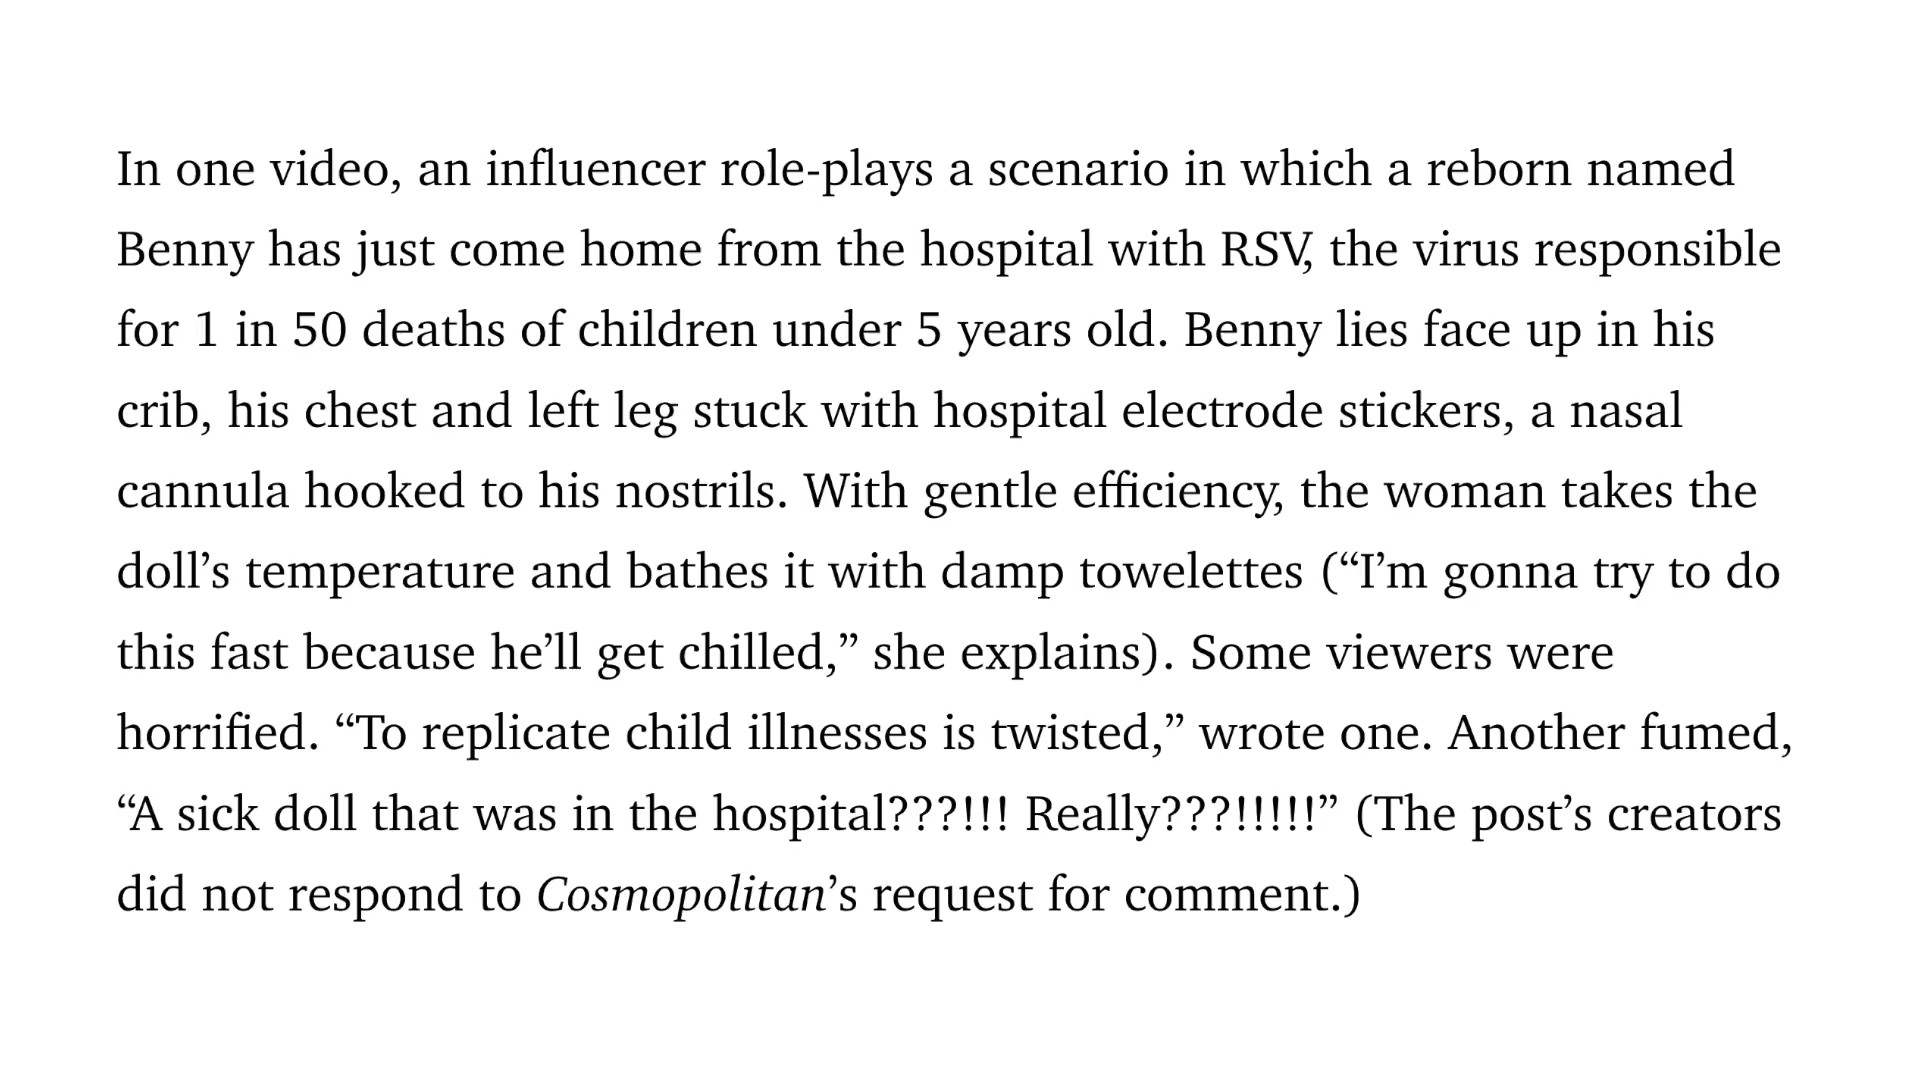 In one video, an influencer role-plays a scenario in which a reborn named
Benny has just come home from the hospital with RSV, the virus responsible
for 1 in 50 deaths of children under 5 years old. Benny lies face up in his
crib, his chest and left leg stuck with hospital electrode stickers, a nasal
cannula hooked to his nostrils. With gentle efficiency, the woman takes the
doll’s temperature and bathes it with damp towelettes (“I’m gonna try to do
this fast because he’ll get chilled,” she explains). Some viewers were
horrified. “To replicate child illnesses is twisted,” wrote one. Another fumed,
“A sick doll that was in the hospital???!!! Really???!!!!!” (The post’s creators
did not respond to Cosmopolitan’s request for comment.)